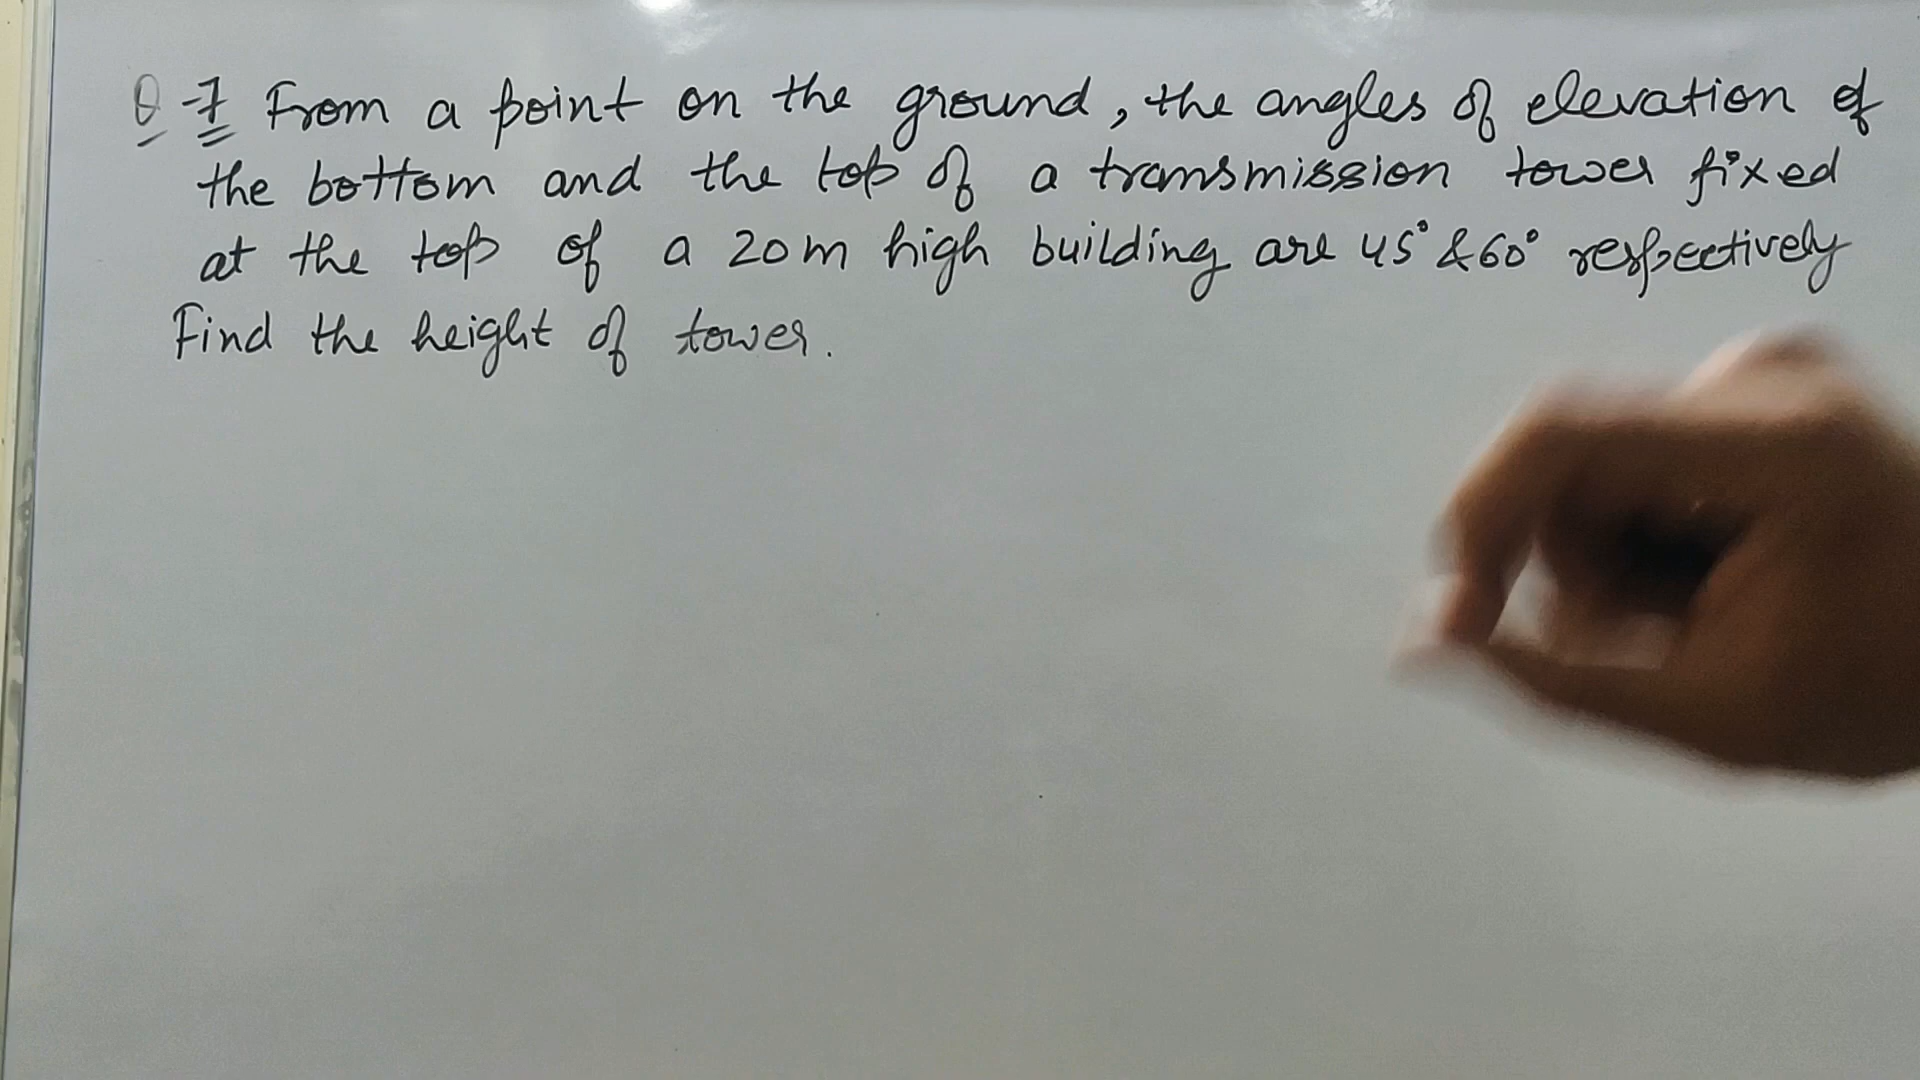 Q-7 From a point on the ground, the angles of elevation of
the bottom and the top of a transmission tower fixed
at the top of a 20m high building are 45° & 60° respectively
Find the height of tower.